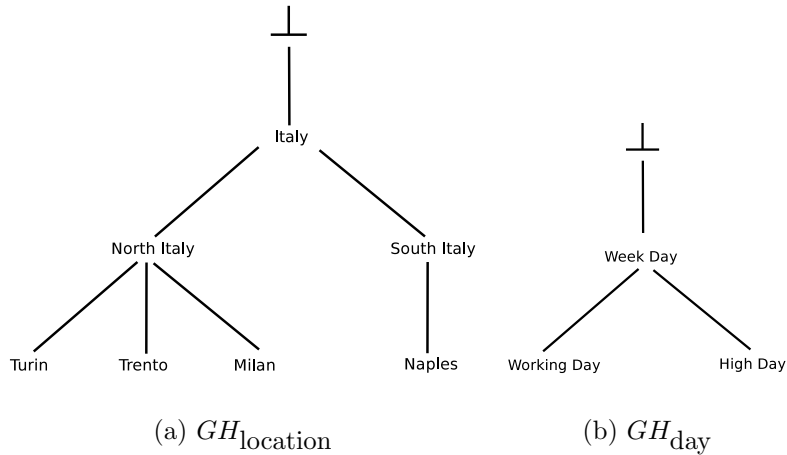 ⊥
Italy
⊥
North Italy South Italy
Week Day
Turin Trento Milan Naples
Working Day High Day
(a) GH_location (b) GH_day